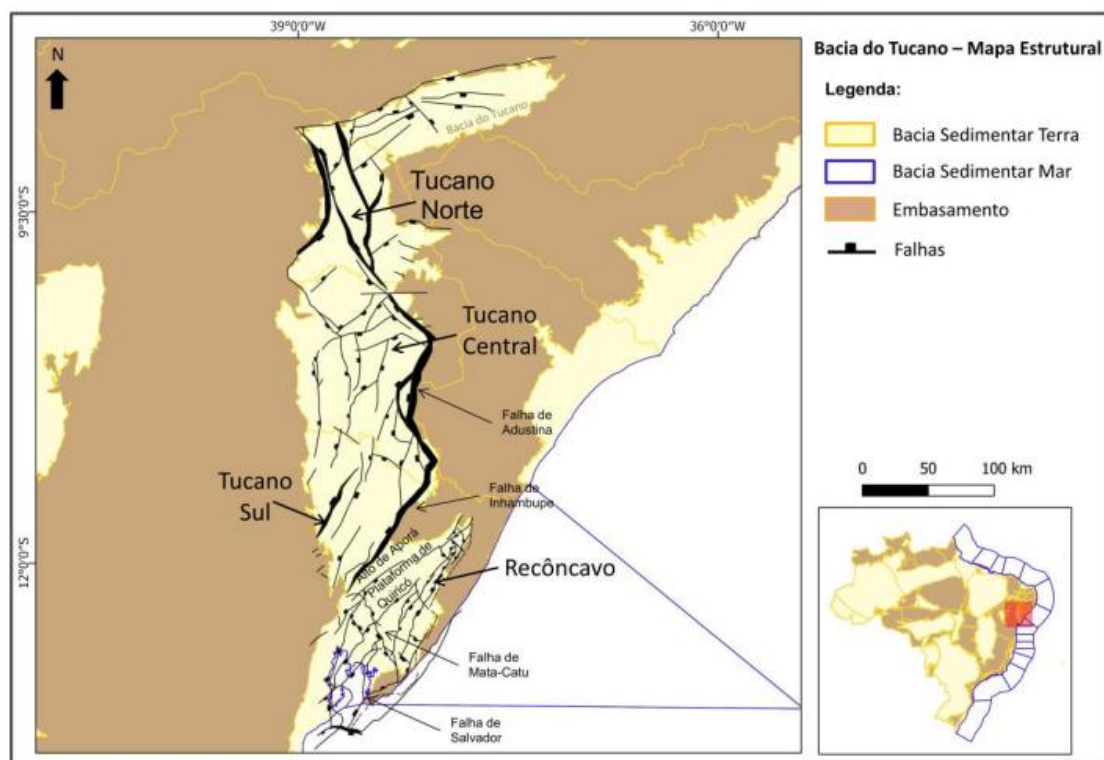 39°0'0"W
36°0'0"W
N
9°30'0"S
12°0'0"S
Bacia do Tucano
Tucano
Norte
Tucano
Central
Falha de
Adustina
Tucano
Sul
Falha de
Inhambupe
Alto de Aporá
Plataforma de
Quiricó
Recôncavo
Falha de
Mata-Catu
Falha de
Salvador
Bacia do Tucano – Mapa Estrutural
Legenda:
Bacia Sedimentar Terra
Bacia Sedimentar Mar
Embasamento
Falhas
0 50 100 km